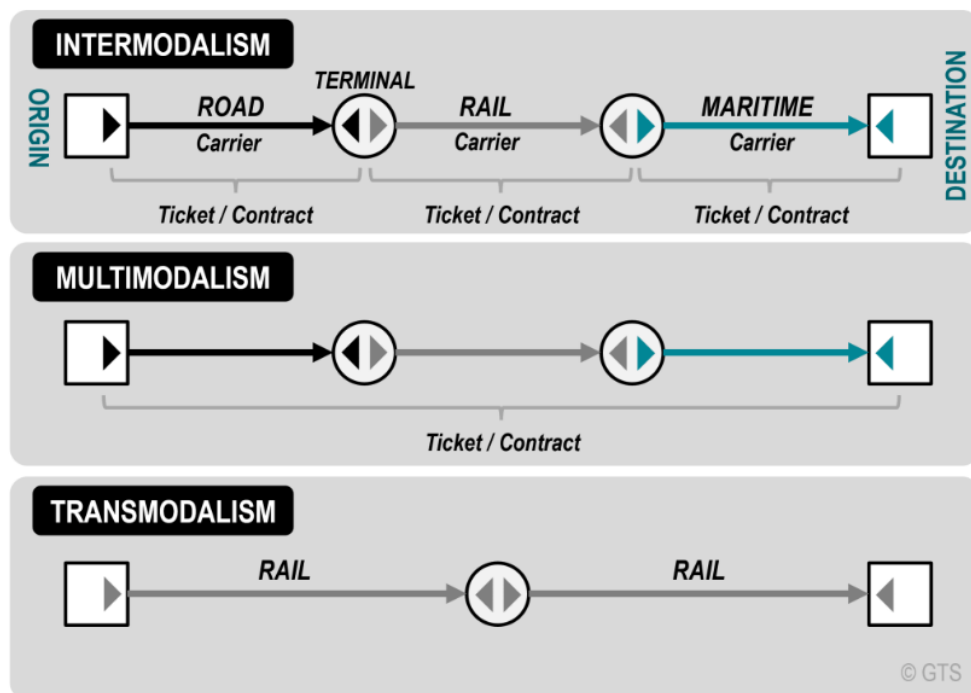 INTERMODALISM
TERMINAL
ORIGIN
ROAD
RAIL
MARITIME
DESTINATION
Carrier
Carrier
Carrier
Ticket / Contract
Ticket / Contract
Ticket / Contract
MULTIMODALISM
Ticket / Contract
TRANSMODALISM
RAIL
RAIL
© GTS